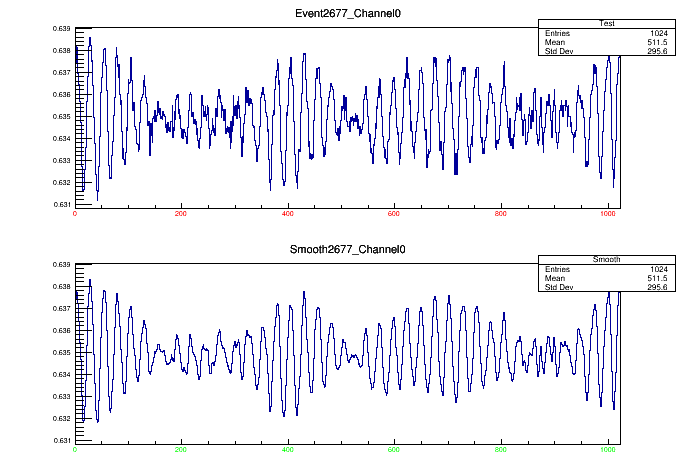 Event2677_Channel0
Test
Entries 1024
Mean 511.5
Std Dev 295.6
0.639
0.638
0.637
0.636
0.635
0.634
0.633
0.632
0.631
0 200 400 600 800 1000
Smooth2677_Channel0
Smooth
Entries 1024
Mean 511.5
Std Dev 295.6
0.639
0.638
0.637
0.636
0.635
0.634
0.633
0.632
0.631
0 200 400 600 800 1000